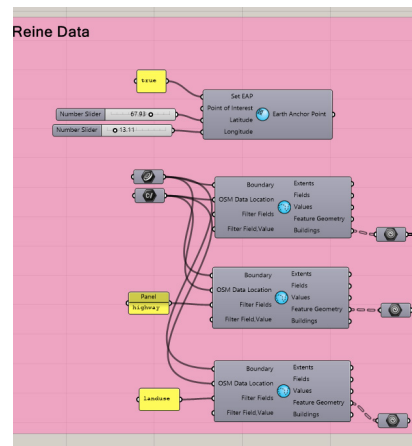 Reine Data
true
Set EAP
Point of Interest
Latitude
Longitude
Earth Anchor Point
Number Slider
67.93
Number Slider
13.11
C/
Boundary
OSM Data Location
Filter Fields
Filter Field,Value
Extents
Fields
Values
Feature Geometry
Buildings
Panel
highway
Boundary
OSM Data Location
Filter Fields
Filter Field,Value
Extents
Fields
Values
Feature Geometry
Buildings
landuse
Boundary
OSM Data Location
Filter Fields
Filter Field,Value
Extents
Fields
Values
Feature Geometry
Buildings